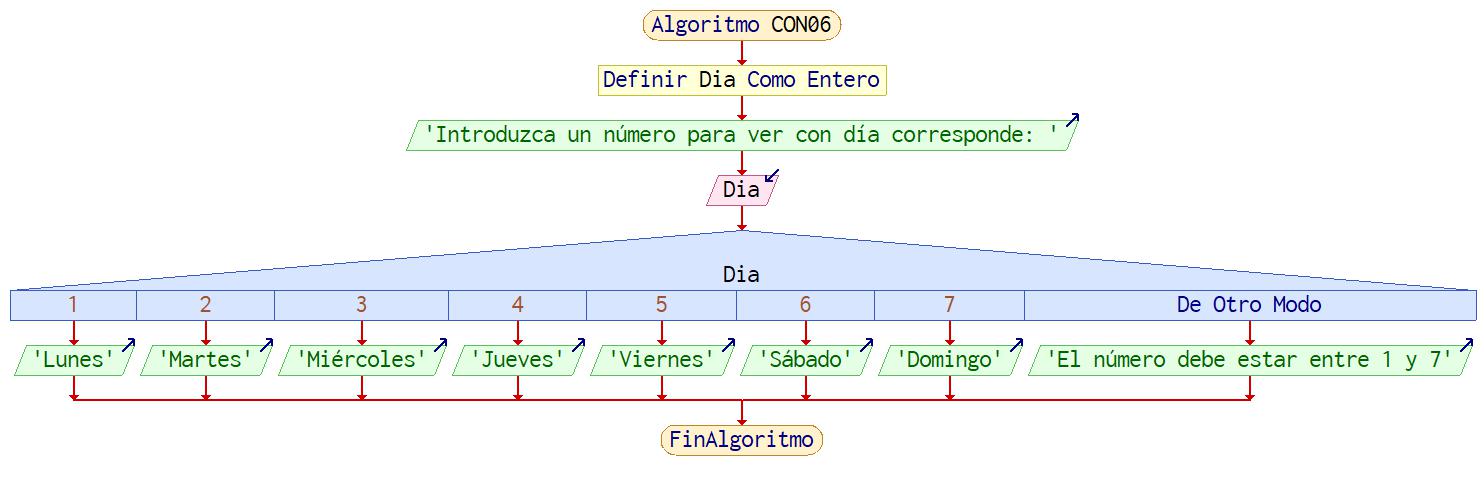 Algoritmo CON06
Definir Dia Como Entero
'Introduzca un número para ver con día corresponde: '
Dia
Dia
1 2 3 4 5 6 7 De Otro Modo
'Lunes' 'Martes' 'Miércoles' 'Jueves' 'Viernes' 'Sábado' 'Domingo' 'El número debe estar entre 1 y 7'
FinAlgoritmo